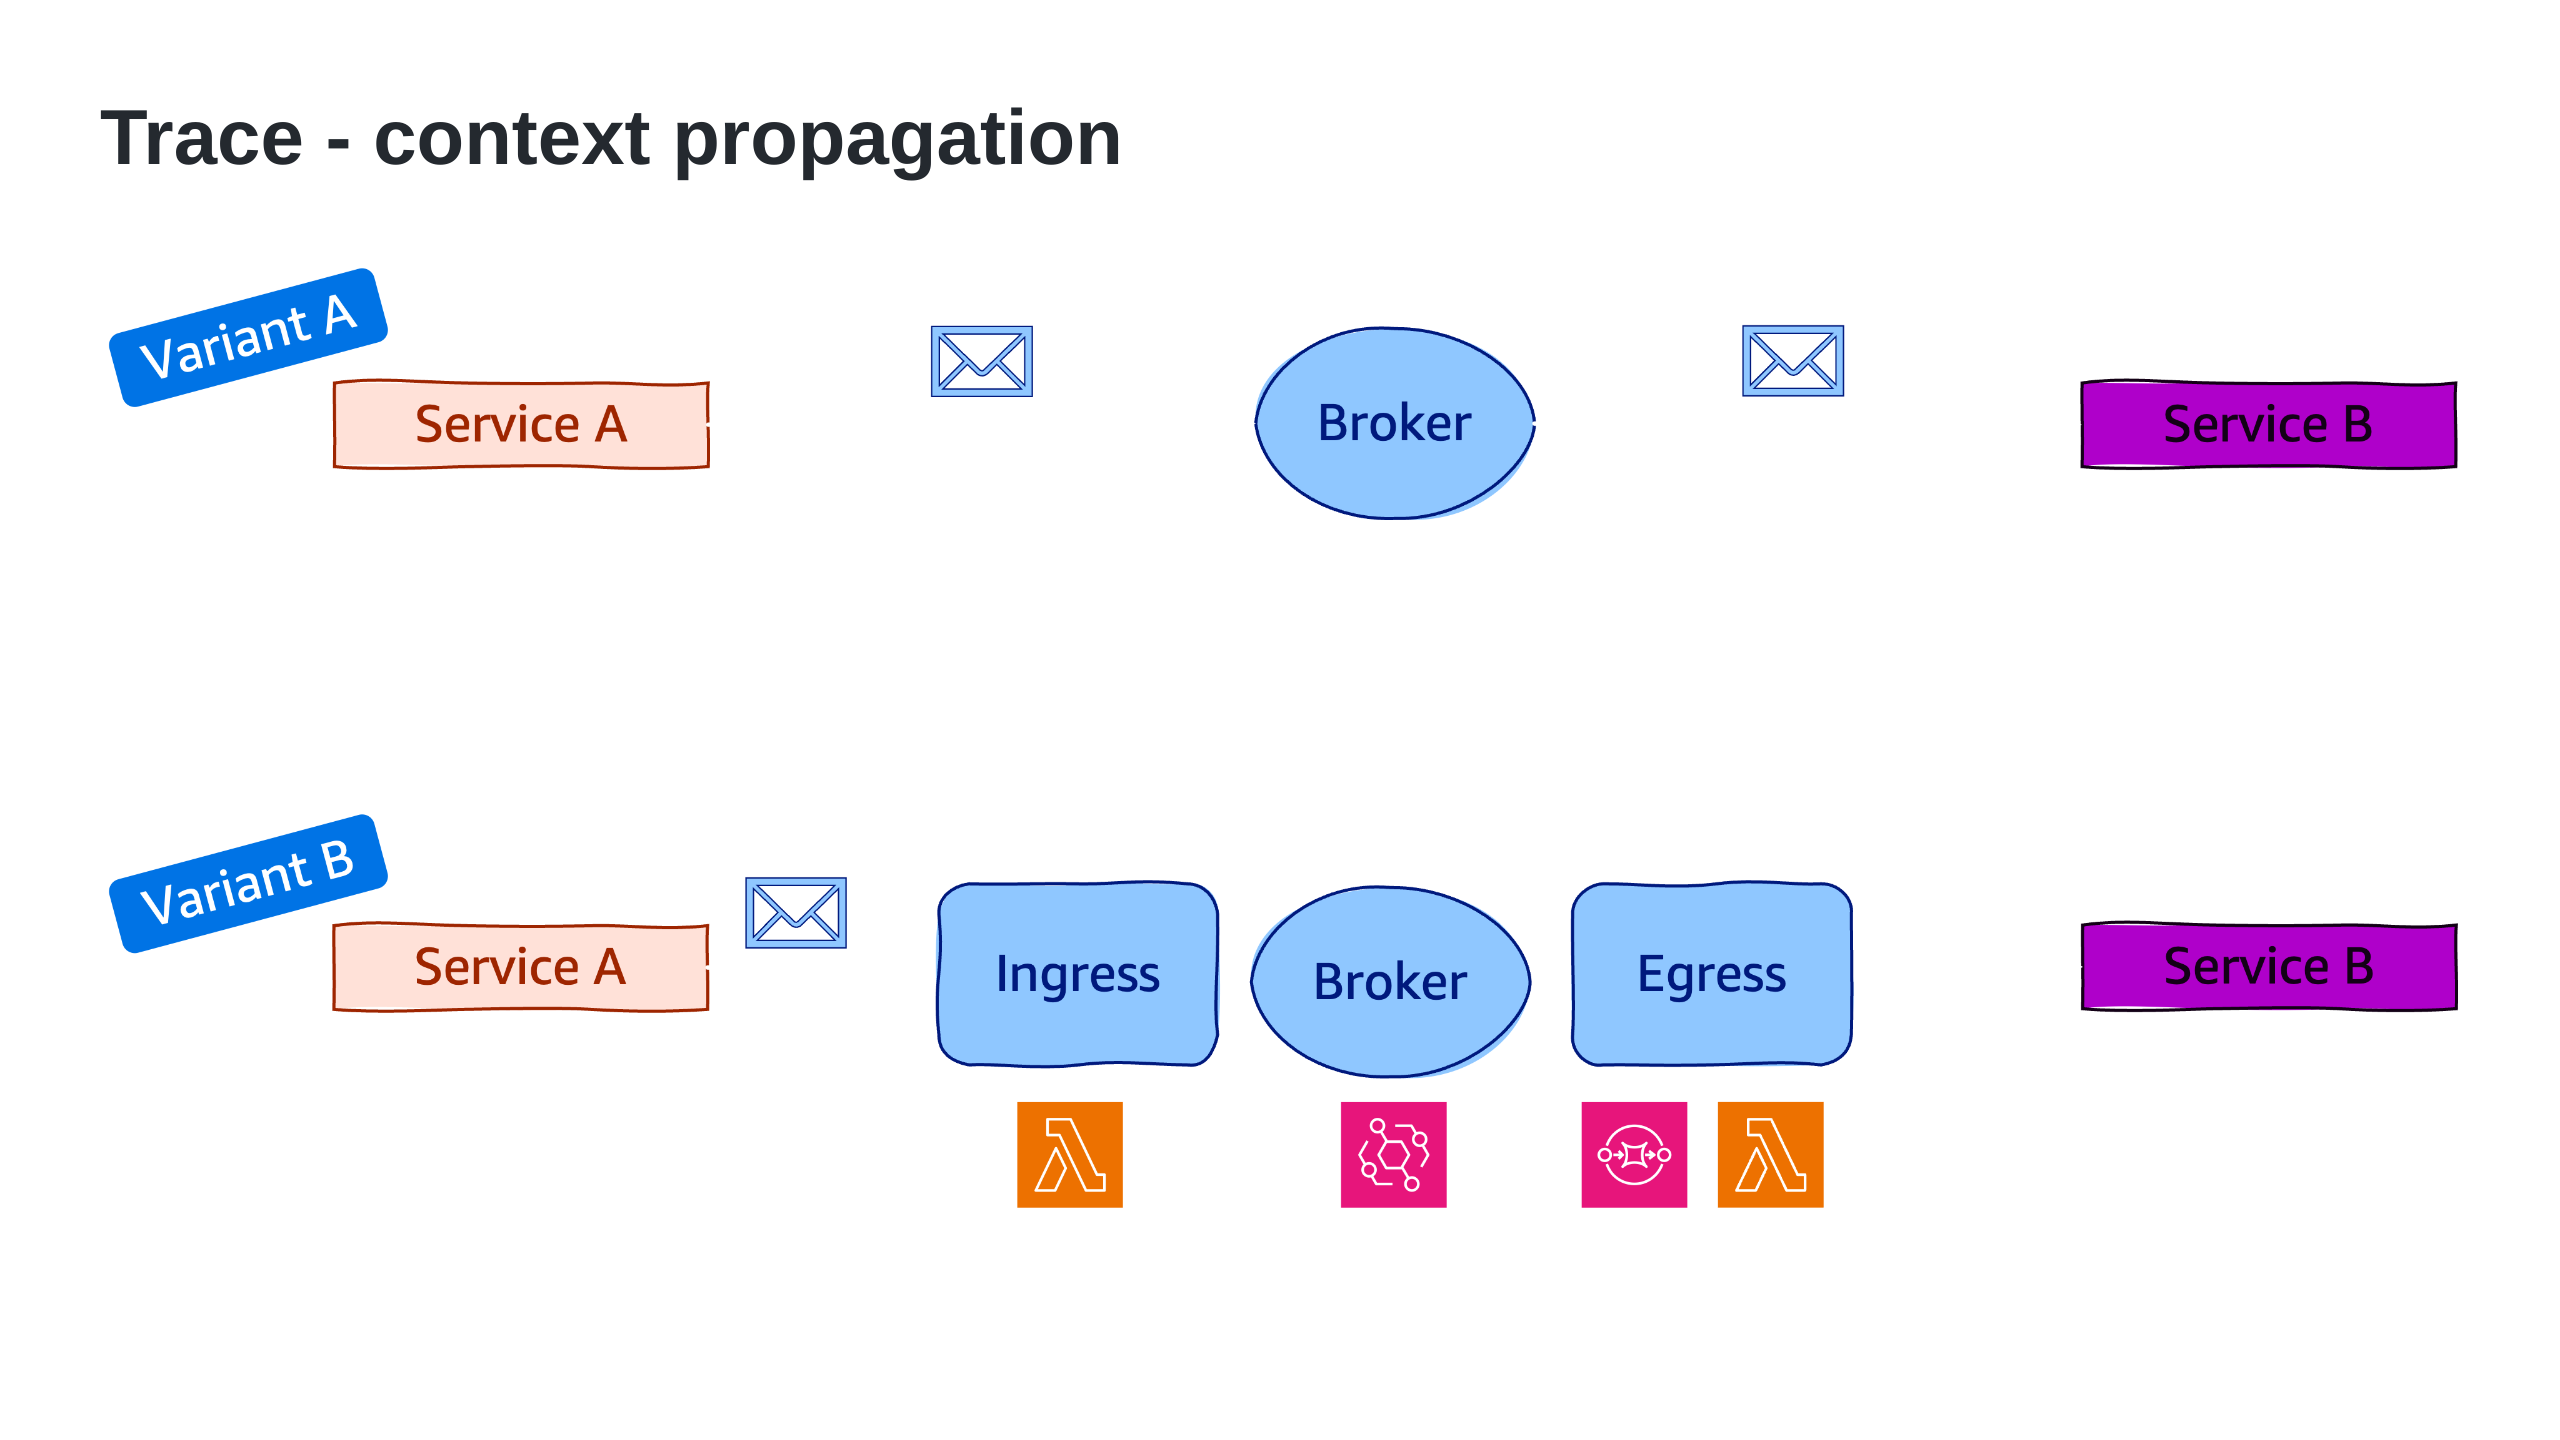 Trace - context propagation
Variant A
Service A
Broker
Service B
Variant B
Service A
Ingress
Broker
Egress
Service B